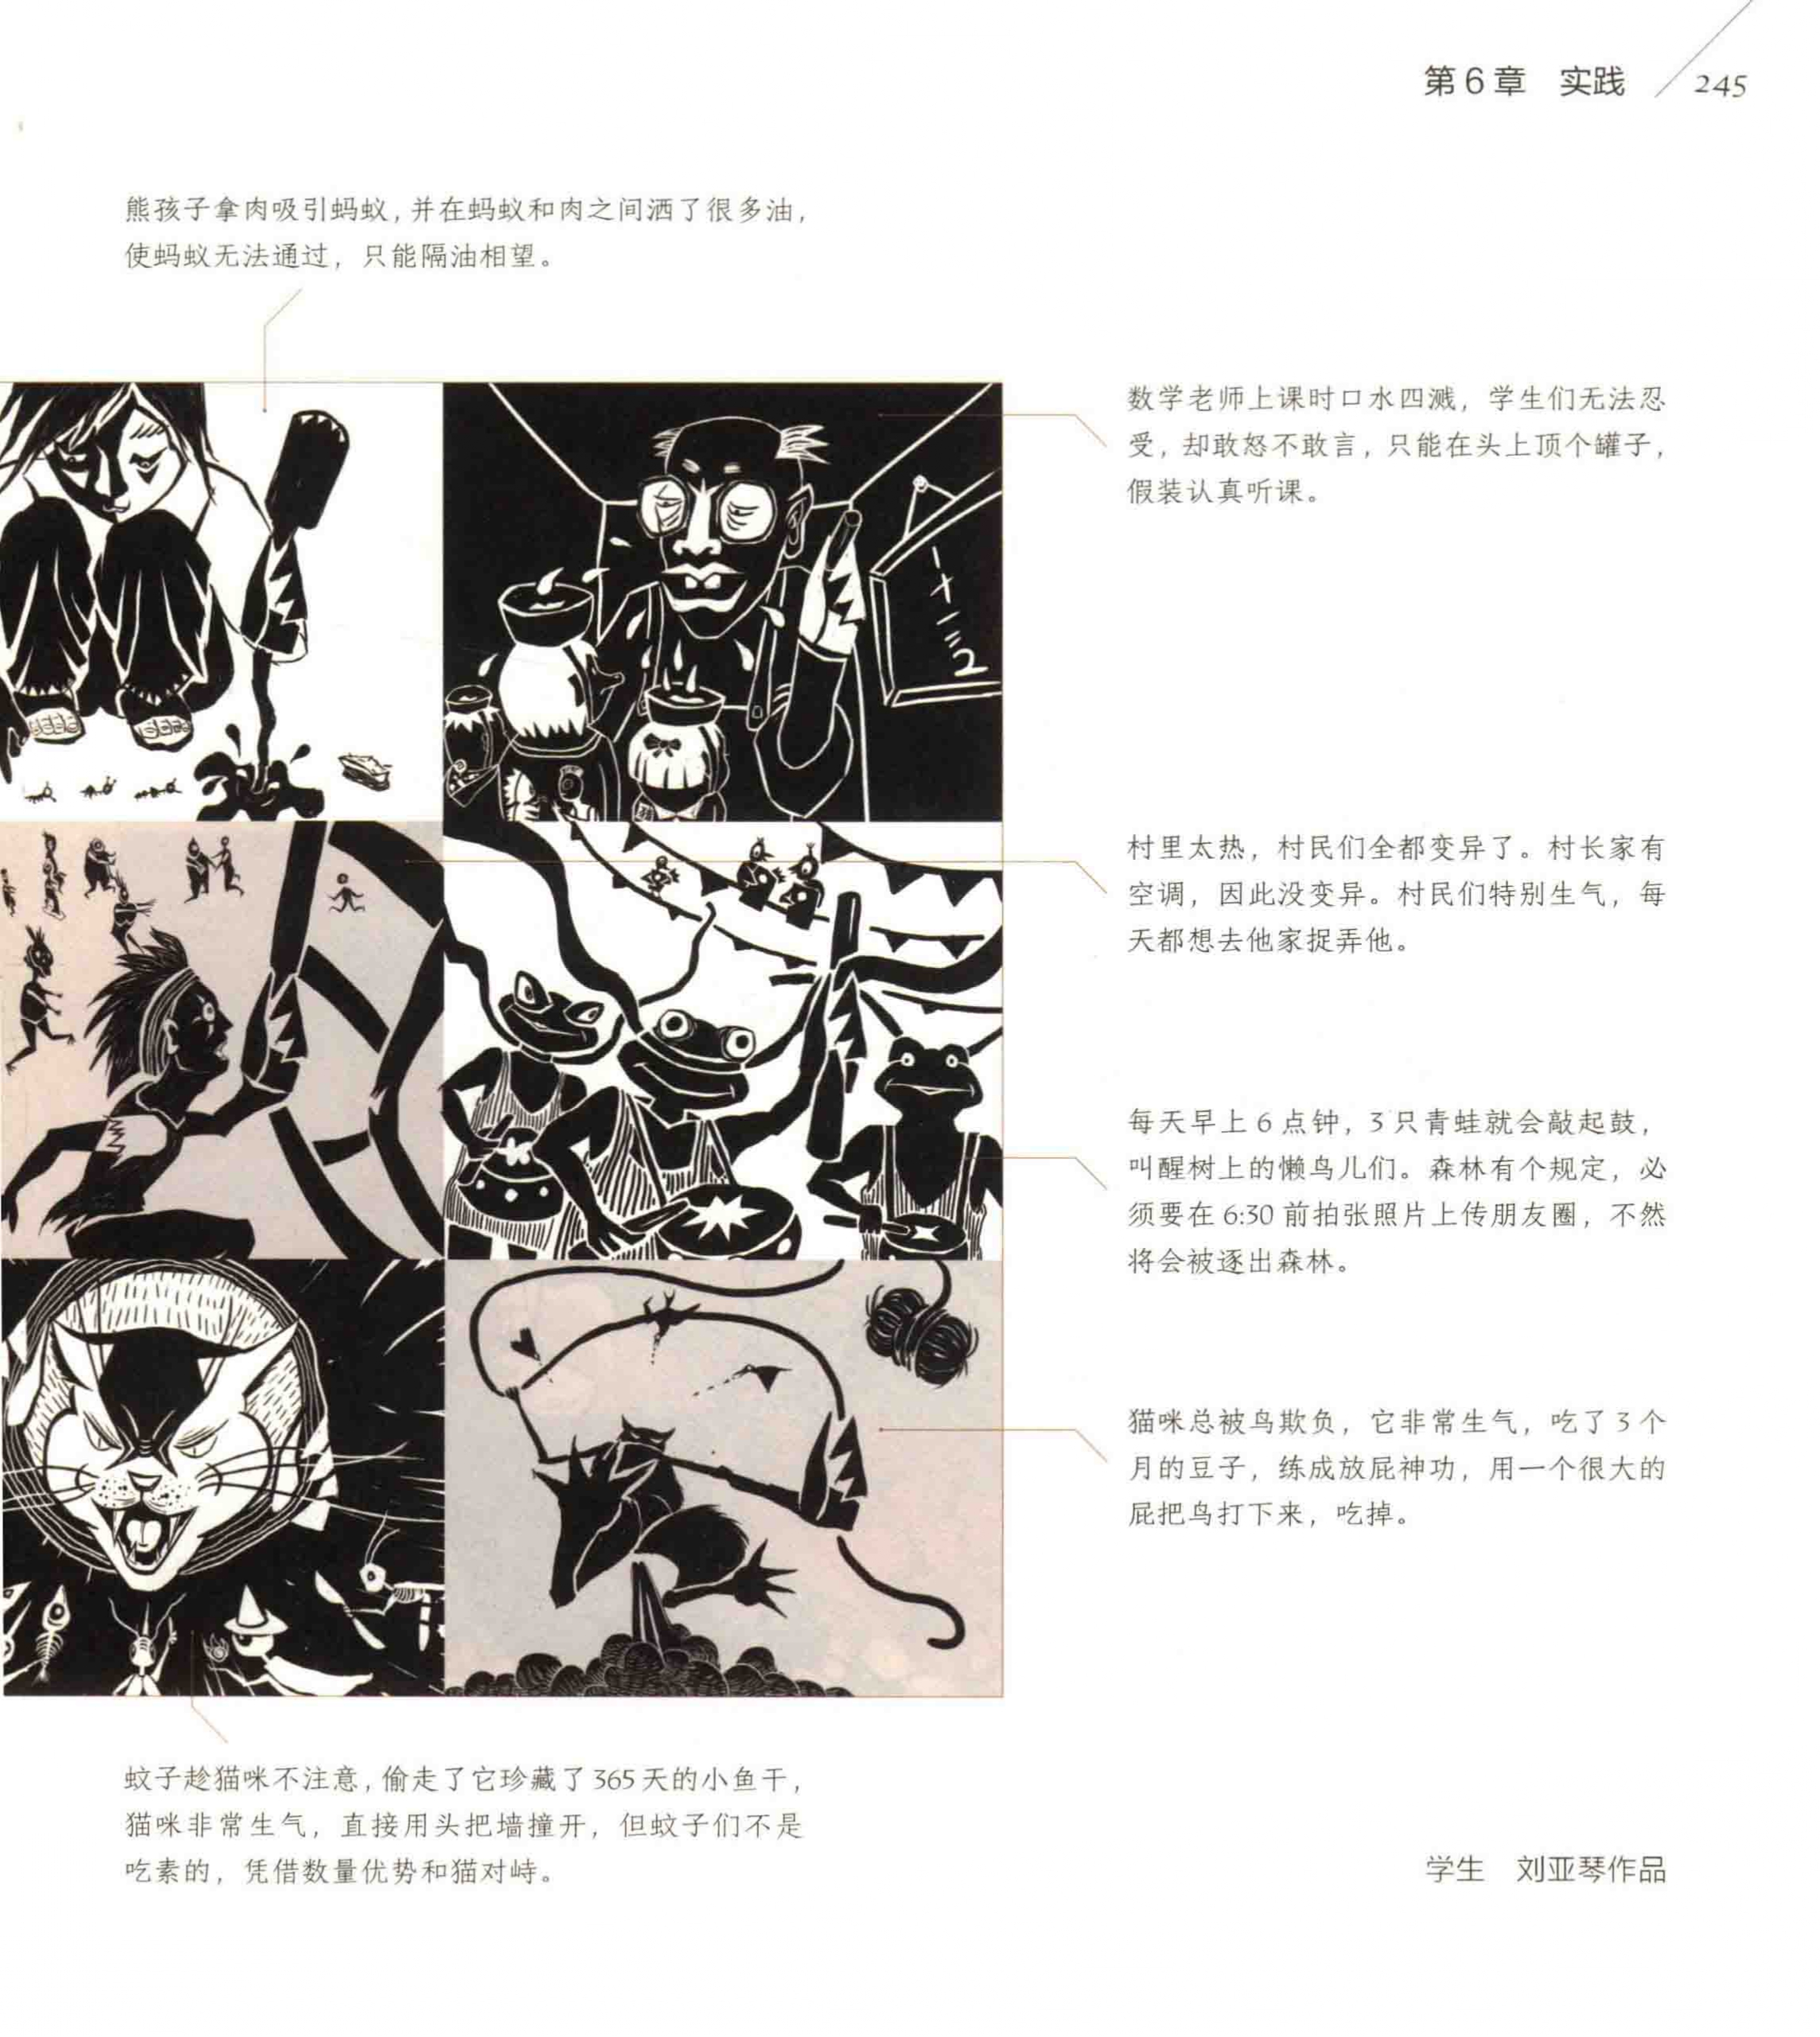 第6章 实践 245
熊孩子拿肉吸引蚂蚁，并在蚂蚁和肉之间洒了很多油，
使蚂蚁无法通过，只能隔油相望。
数学老师上课时口水四溅，学生们无法忍
受，却敢怒不敢言，只能在头上顶个罐子，
假装认真听课。
1+1=2
村里太热，村民们全都变异了。村长家有
空调，因此没变异。村民们特别生气，每
天都想去他家捉弄他。
每天早上6点钟，3只青蛙就会敲起鼓，
叫醒树上的懒鸟儿们。森林有个规定，必
须要在6:30前拍张照片上传朋友圈，不然
将会被逐出森林。
猫咪总被鸟欺负，它非常生气，吃了3个
月的豆子，练成放屁神功，用一个很大的
屁把鸟打下来，吃掉。
蚊子趁猫咪不注意，偷走了它珍藏了365天的小鱼干，
猫咪非常生气，直接用头把墙撞开，但蚊子们不是
吃素的，凭借数量优势和猫对峙。
学生 刘亚琴作品